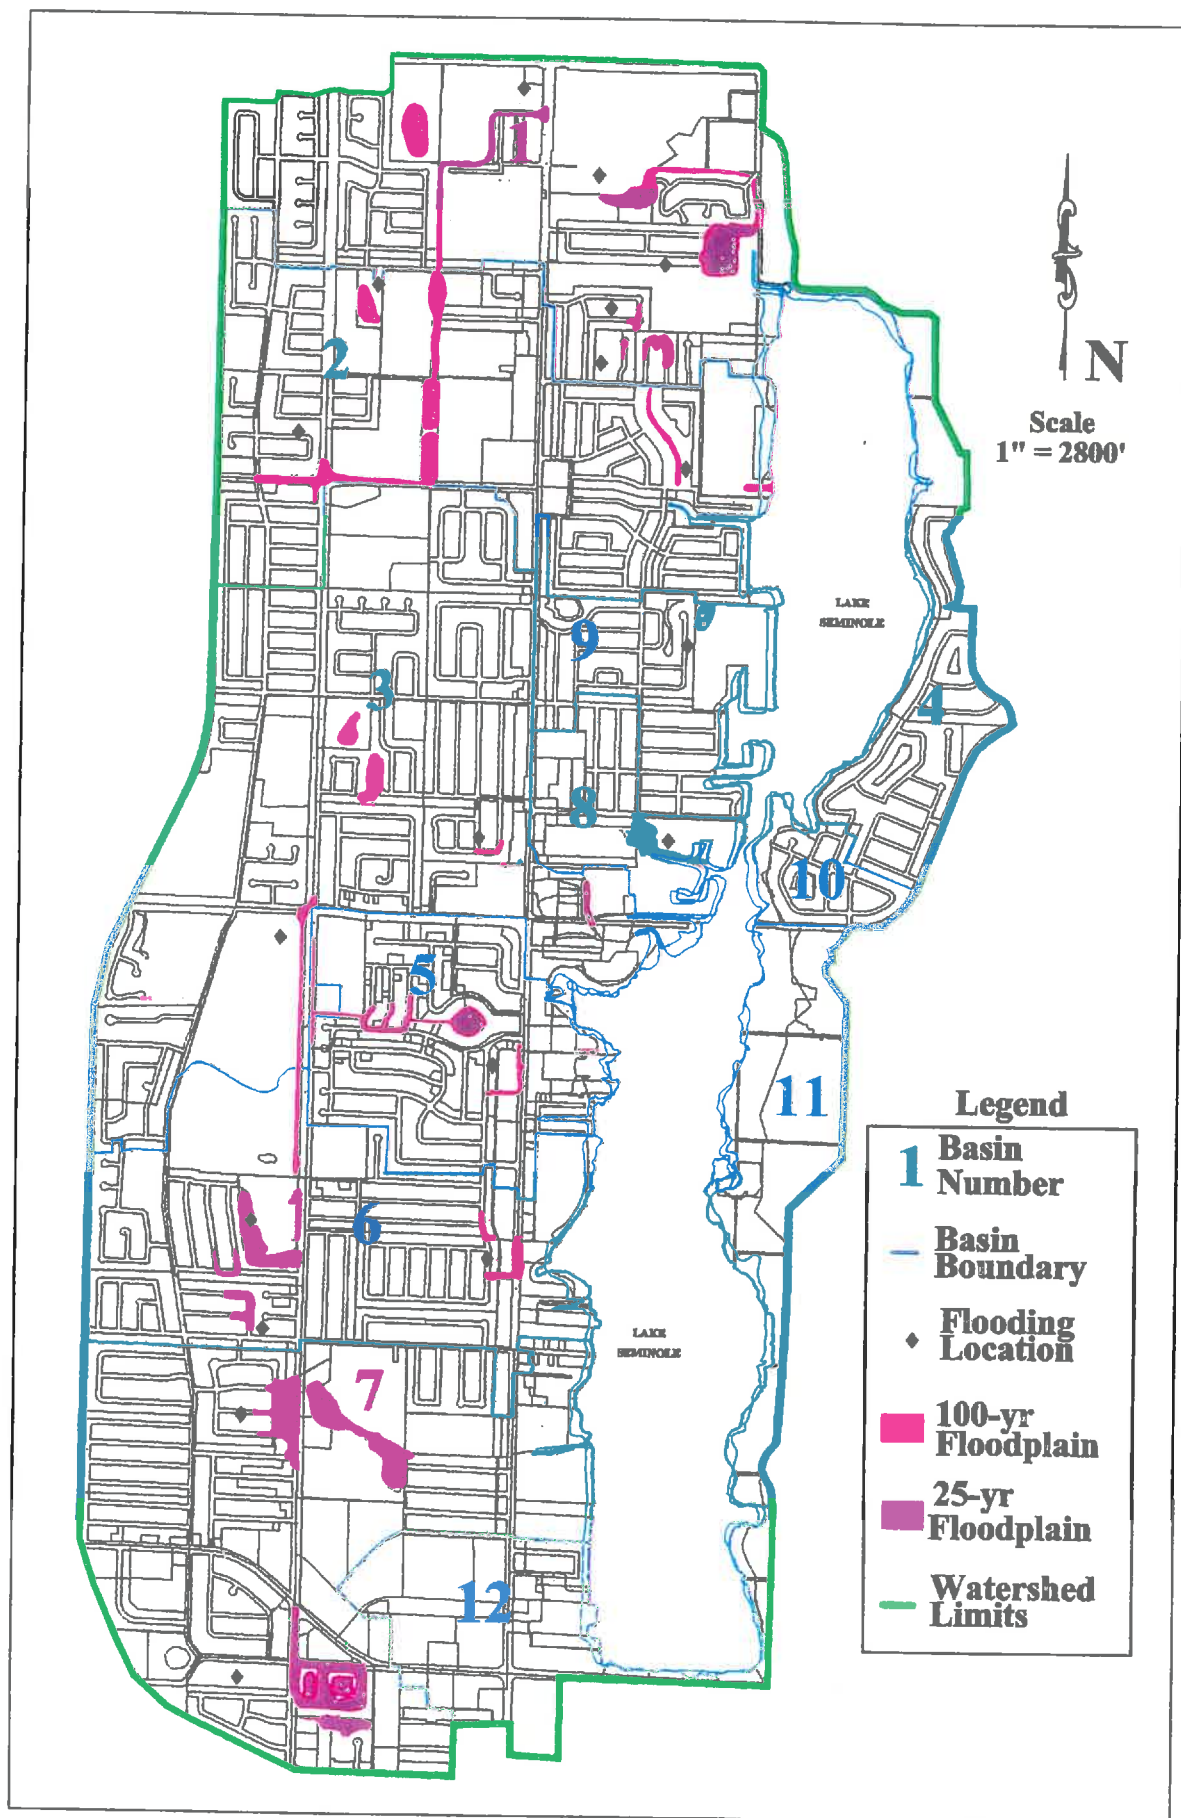 1
N
Scale
1" = 2800'
2
LAKE
SEMINOLE
9
3
4
8
10
5
11
6
LAKE
SEMINOLE
7
12
Legend
1 Basin
Number
Basin
Boundary
Flooding
Location
100-yr
Floodplain
25-yr
Floodplain
Watershed
Limits